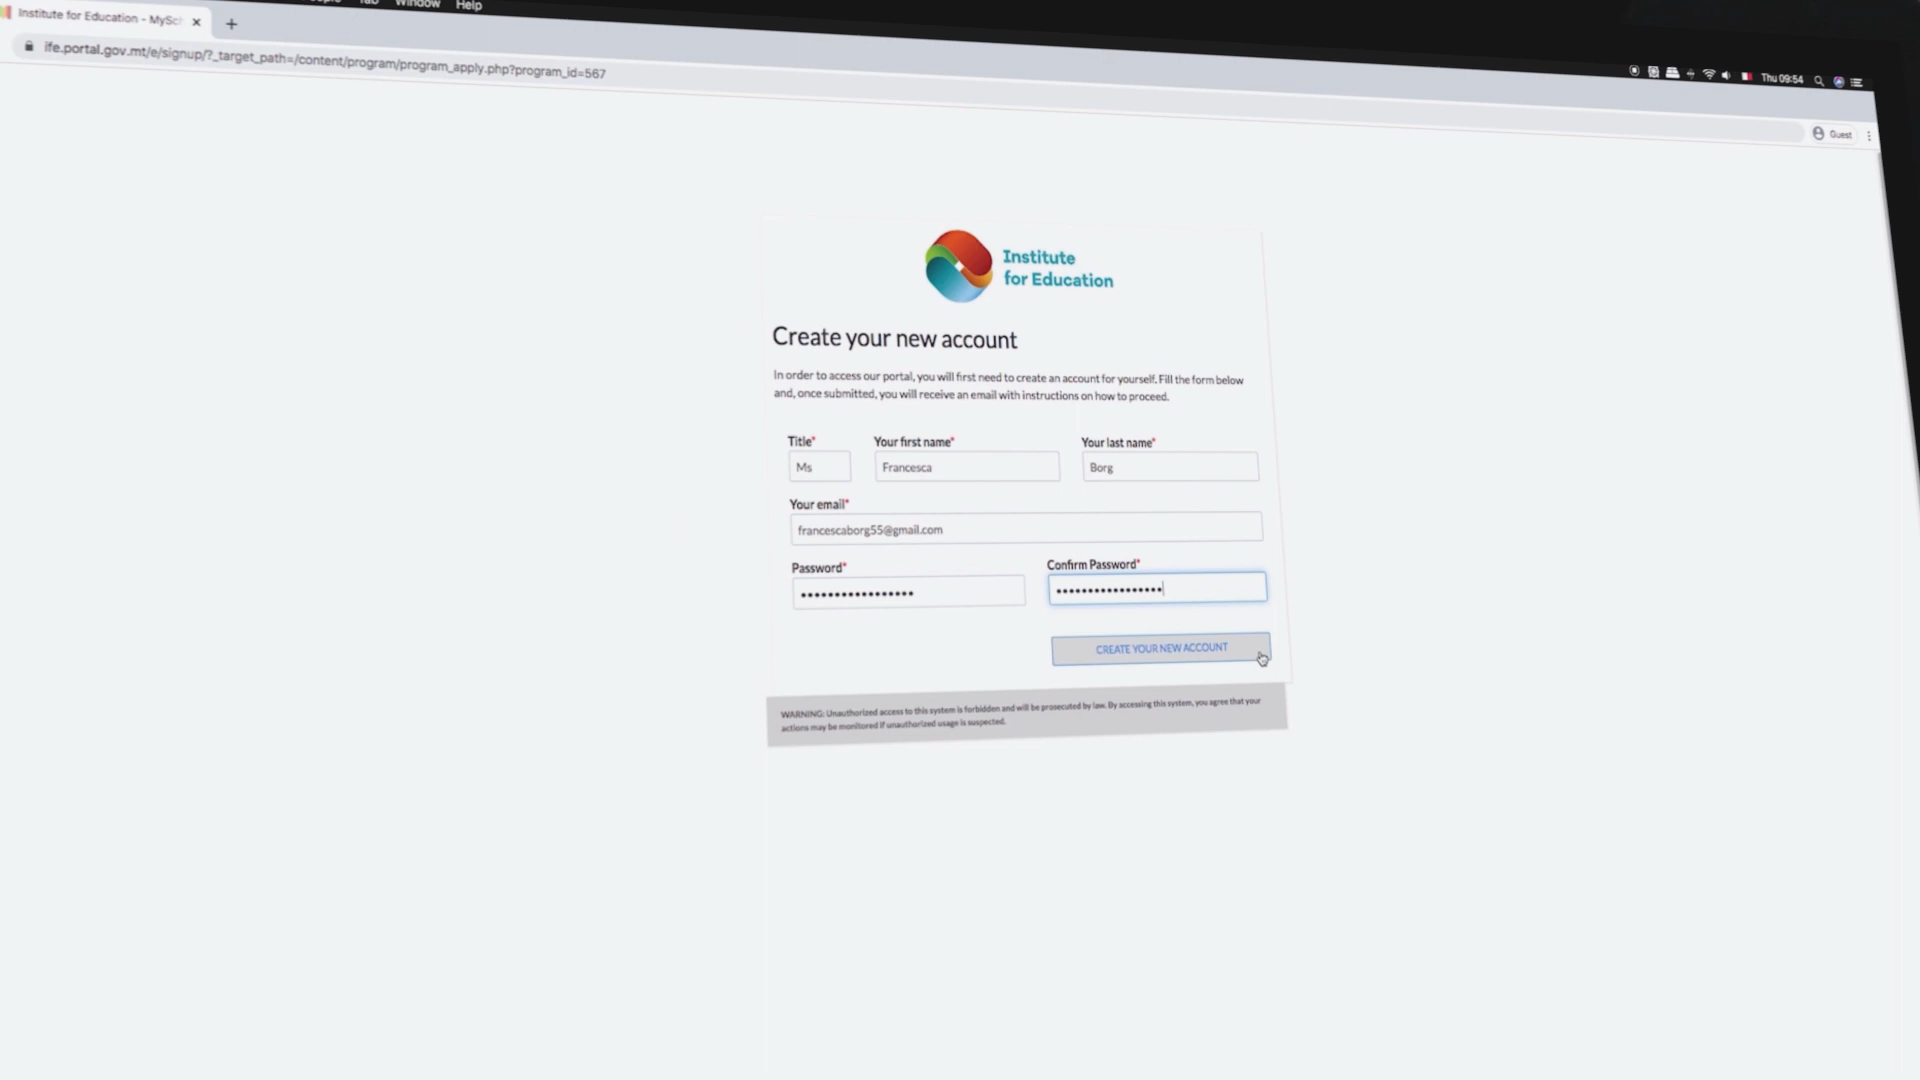 Tab Window Help
Institute for Education - MySch
Thu 09:54
ife.portal.gov.mt/e/signup/?_target_path=/content/program/program_apply.php?program_id=567
Guest
Institute
for Education
Create your new account
In order to access our portal, you will first need to create an account for yourself. Fill the form below
and, once submitted, you will receive an email with instructions on how to proceed.
Title* Your first name* Your last name*
Ms Francesca Borg
Your email*
francescaborg55@gmail.com
Password* Confirm Password*
••••••••••••••••• •••••••••••••••••
CREATE YOUR NEW ACCOUNT
WARNING: Unauthorized access to this system is forbidden and will be prosecuted by law. By accessing this system, you agree that your
actions may be monitored if unauthorized usage is suspected.